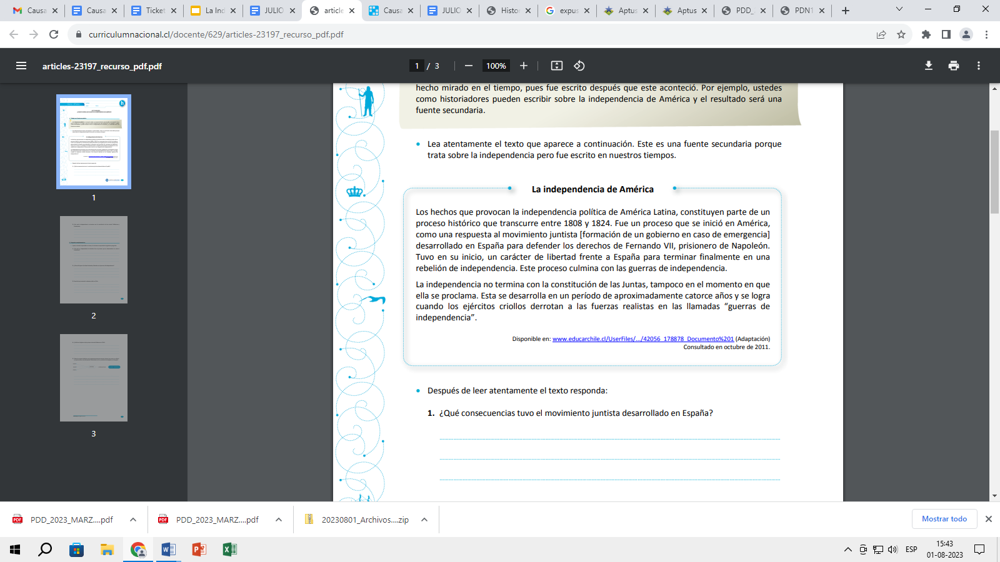 Causa
Causa
Ticket
La Ind
JULIO
article
Causa
JULIO
Histor
expus
Aptus
Aptus
PDD_
PDN1
curriculumnacional.cl/docente/629/articles-23197_recurso_pdf.pdf
articles-23197_recurso_pdf.pdf
1 / 3
100%
hecho mirado en el tiempo, pues fue escrito después que este aconteció. Por ejemplo, ustedes
como historiadores pueden escribir sobre la independencia de América y el resultado será una
fuente secundaria.
Lea atentamente el texto que aparece a continuación. Este es una fuente secundaria porque
trata sobre la independencia pero fue escrito en nuestros tiempos.
La independencia de América
Los hechos que provocan la independencia política de América Latina, constituyen parte de un
proceso histórico que transcurre entre 1808 y 1824. Fue un proceso que se inició en América,
como una respuesta al movimiento juntista [formación de un gobierno en caso de emergencia]
desarrollado en España para defender los derechos de Fernando VII, prisionero de Napoleón.
Tuvo en su inicio, un carácter de libertad frente a España para terminar finalmente en una
rebelión de independencia. Este proceso culmina con las guerras de independencia.
La independencia no termina con la constitución de las Juntas, tampoco en el momento en que
ella se proclama. Esta se desarrolla en un período de aproximadamente catorce años y se logra
cuando los ejércitos criollos derrotan a las fuerzas realistas en las llamadas “guerras de
independencia”.
Disponible en: www.educarchile.cl/UserFiles/.../42056_178878_Documento%201 (Adaptación)
Consultado en octubre de 2011.
Después de leer atentamente el texto responda:
1. ¿Qué consecuencias tuvo el movimiento juntista desarrollado en España?
1
2
3
PDD_2023_MARZ....pdf
PDD_2023_MARZ....pdf
20230801_Archivos....zip
Mostrar todo
ESP
15:43
01-08-2023